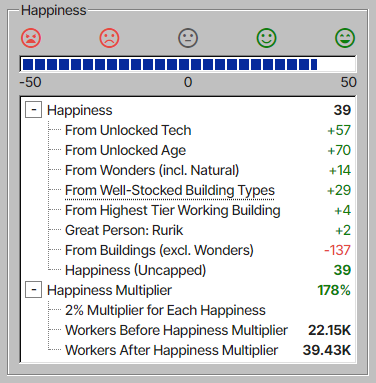 Happiness
-50 0 50
Happiness 39
From Unlocked Tech +57
From Unlocked Age +70
From Wonders (incl. Natural) +14
From Well-Stocked Building Types +29
From Highest Tier Working Building +4
Great Person: Rurik +2
From Buildings (excl. Wonders) -137
Happiness (Uncapped) 39
Happiness Multiplier 178%
2% Multiplier for Each Happiness
Workers Before Happiness Multiplier 22.15K
Workers After Happiness Multiplier 39.43K